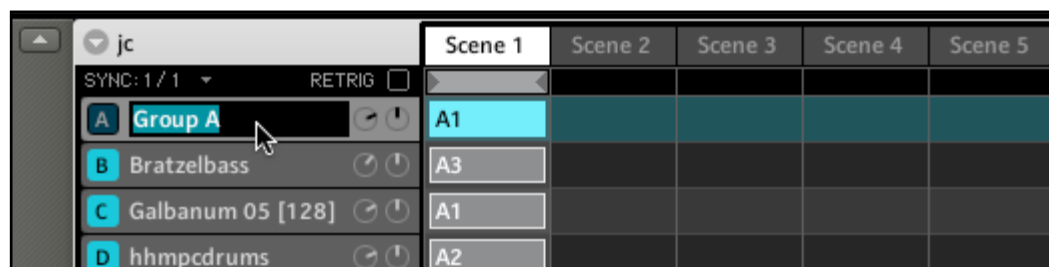 jc Scene 1 Scene 2 Scene 3 Scene 4 Scene 5
SYNC: 1 / 1 RETRIG
A Group A A1
B Bratzelbass A3
C Galbanum 05 [128] A1
D hhmpcdrums A2